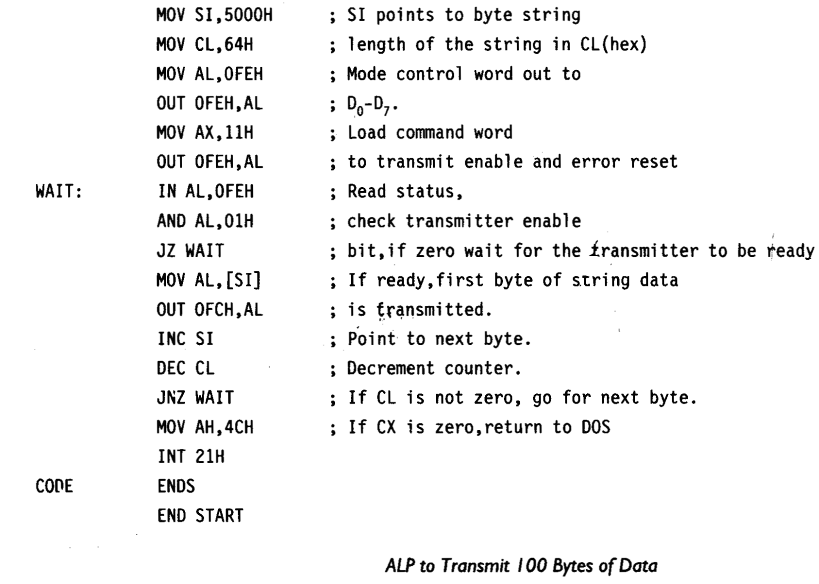 MOV SI,5000H ; SI points to byte string
MOV CL,64H ; length of the string in CL(hex)
MOV AL,0FEH ; Mode control word out to
OUT 0FEH,AL ; D₀-D₇.
MOV AX,11H ; Load command word
OUT 0FEH,AL ; to transmit enable and error reset
WAIT: IN AL,0FEH ; Read status,
AND AL,01H ; check transmitter enable
JZ WAIT ; bit,if zero wait for the transmitter to be ready
MOV AL,[SI] ; If ready,first byte of string data
OUT 0FCH,AL ; is transmitted.
INC SI ; Point to next byte.
DEC CL ; Decrement counter.
JNZ WAIT ; If CL is not zero, go for next byte.
MOV AH,4CH ; If CX is zero,return to DOS
INT 21H
CODE ENDS
END START
ALP to Transmit 100 Bytes of Data